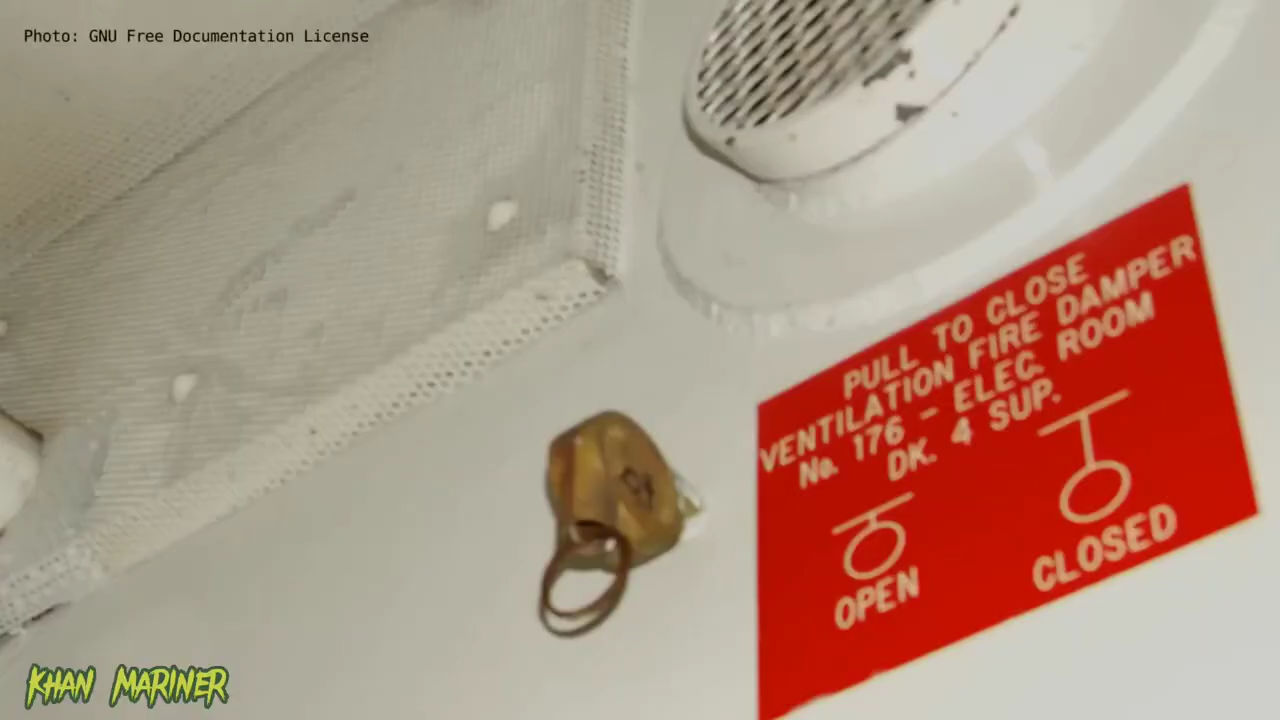 Photo: GNU Free Documentation License
PULL TO CLOSE
VENTILATION FIRE DAMPER
No. 176 - ELEC. ROOM
DK. 4 SUP.
OPEN
CLOSED
KHAN MARINER